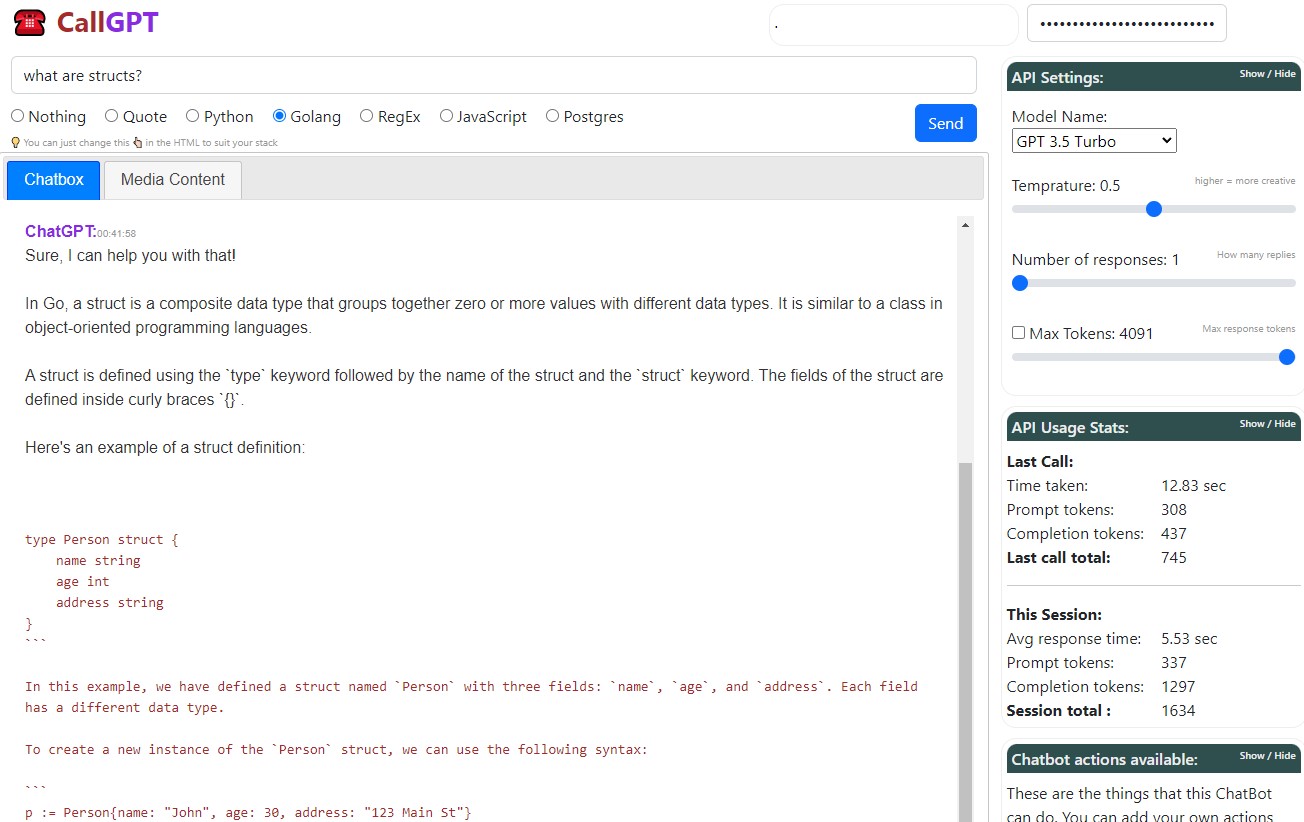 CallGPT
.
•••••••••••••••••••••••••••
what are structs?
Nothing Quote Python Golang RegEx JavaScript Postgres
Send
💡 You can just change this 👆 in the HTML to suit your stack
Chatbox Media Content
ChatGPT:00:41:58
Sure, I can help you with that!
In Go, a struct is a composite data type that groups together zero or more values with different data types. It is similar to a class in
object-oriented programming languages.
A struct is defined using the `type` keyword followed by the name of the struct and the `struct` keyword. The fields of the struct are
defined inside curly braces `{}`.
Here's an example of a struct definition:
type Person struct {
    name string
    age int
    address string
}
```
In this example, we have defined a struct named `Person` with three fields: `name`, `age`, and `address`. Each field
has a different data type.
To create a new instance of the `Person` struct, we can use the following syntax:
```
p := Person{name: "John", age: 30, address: "123 Main St"}
API Settings: Show / Hide
Model Name:
GPT 3.5 Turbo
Temprature: 0.5 higher = more creative
Number of responses: 1 How many replies
Max Tokens: 4091 Max response tokens
API Usage Stats: Show / Hide
Last Call:
Time taken: 12.83 sec
Prompt tokens: 308
Completion tokens: 437
Last call total: 745
This Session:
Avg response time: 5.53 sec
Prompt tokens: 337
Completion tokens: 1297
Session total : 1634
Chatbot actions available: Show / Hide
These are the things that this ChatBot
can do. You can add your own actions